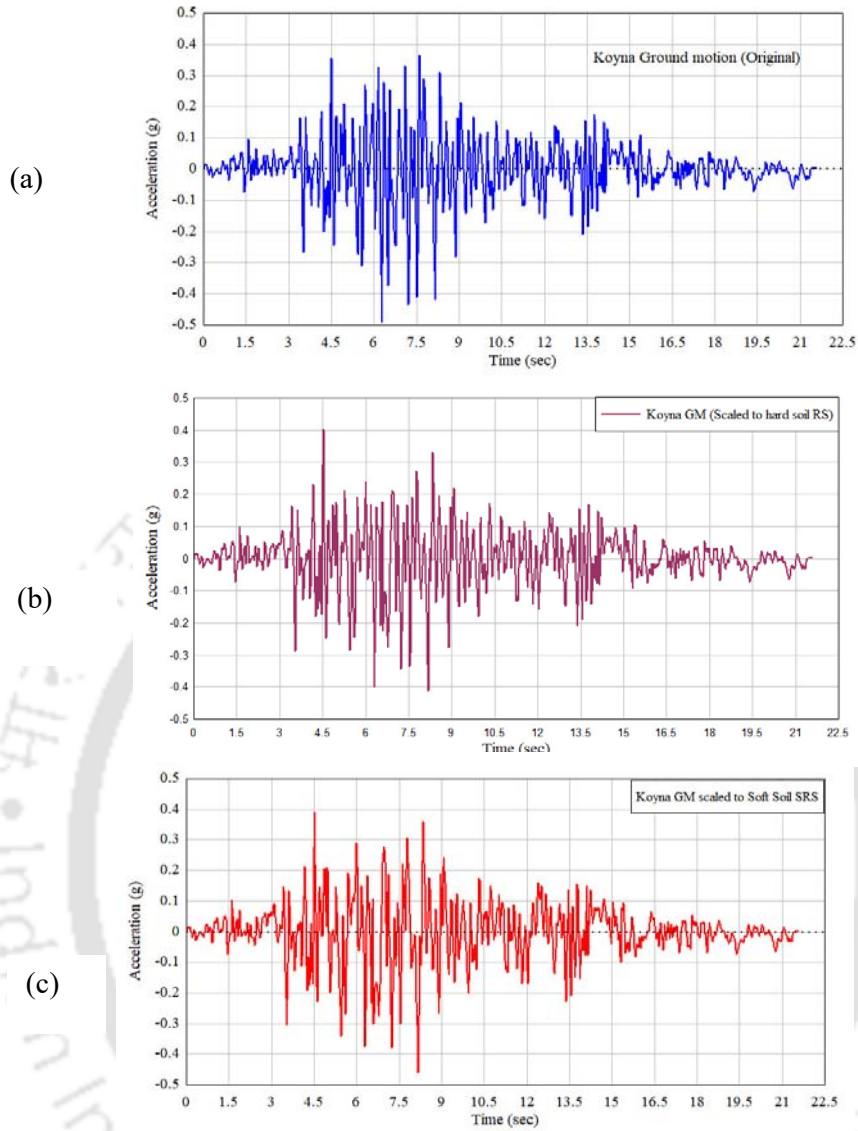 (a)
Koyna Ground motion (Original)
Acceleration (g)
0.5
0.4
0.3
0.2
0.1
0
-0.1
-0.2
-0.3
-0.4
-0.5
0 1.5 3 4.5 6 7.5 9 10.5 12 13.5 15 16.5 18 19.5 21 22.5
Time (sec)
(b)
Koyna GM (Scaled to hard soil RS)
Acceleration (g)
0.5
0.4
0.3
0.2
0.1
0
-0.1
-0.2
-0.3
-0.4
-0.5
0 1.5 3 4.5 6 7.5 9 10.5 12 13.5 15 16.5 18 19.5 21 22.5
Time (sec)
(c)
Koyna GM scaled to Soft Soil SRS
Acceleration (g)
0.5
0.4
0.3
0.2
0.1
0
-0.1
-0.2
-0.3
-0.4
-0.5
0 1.5 3 4.5 6 7.5 9 10.5 12 13.5 15 16.5 18 19.5 21 22.5
Time (sec)